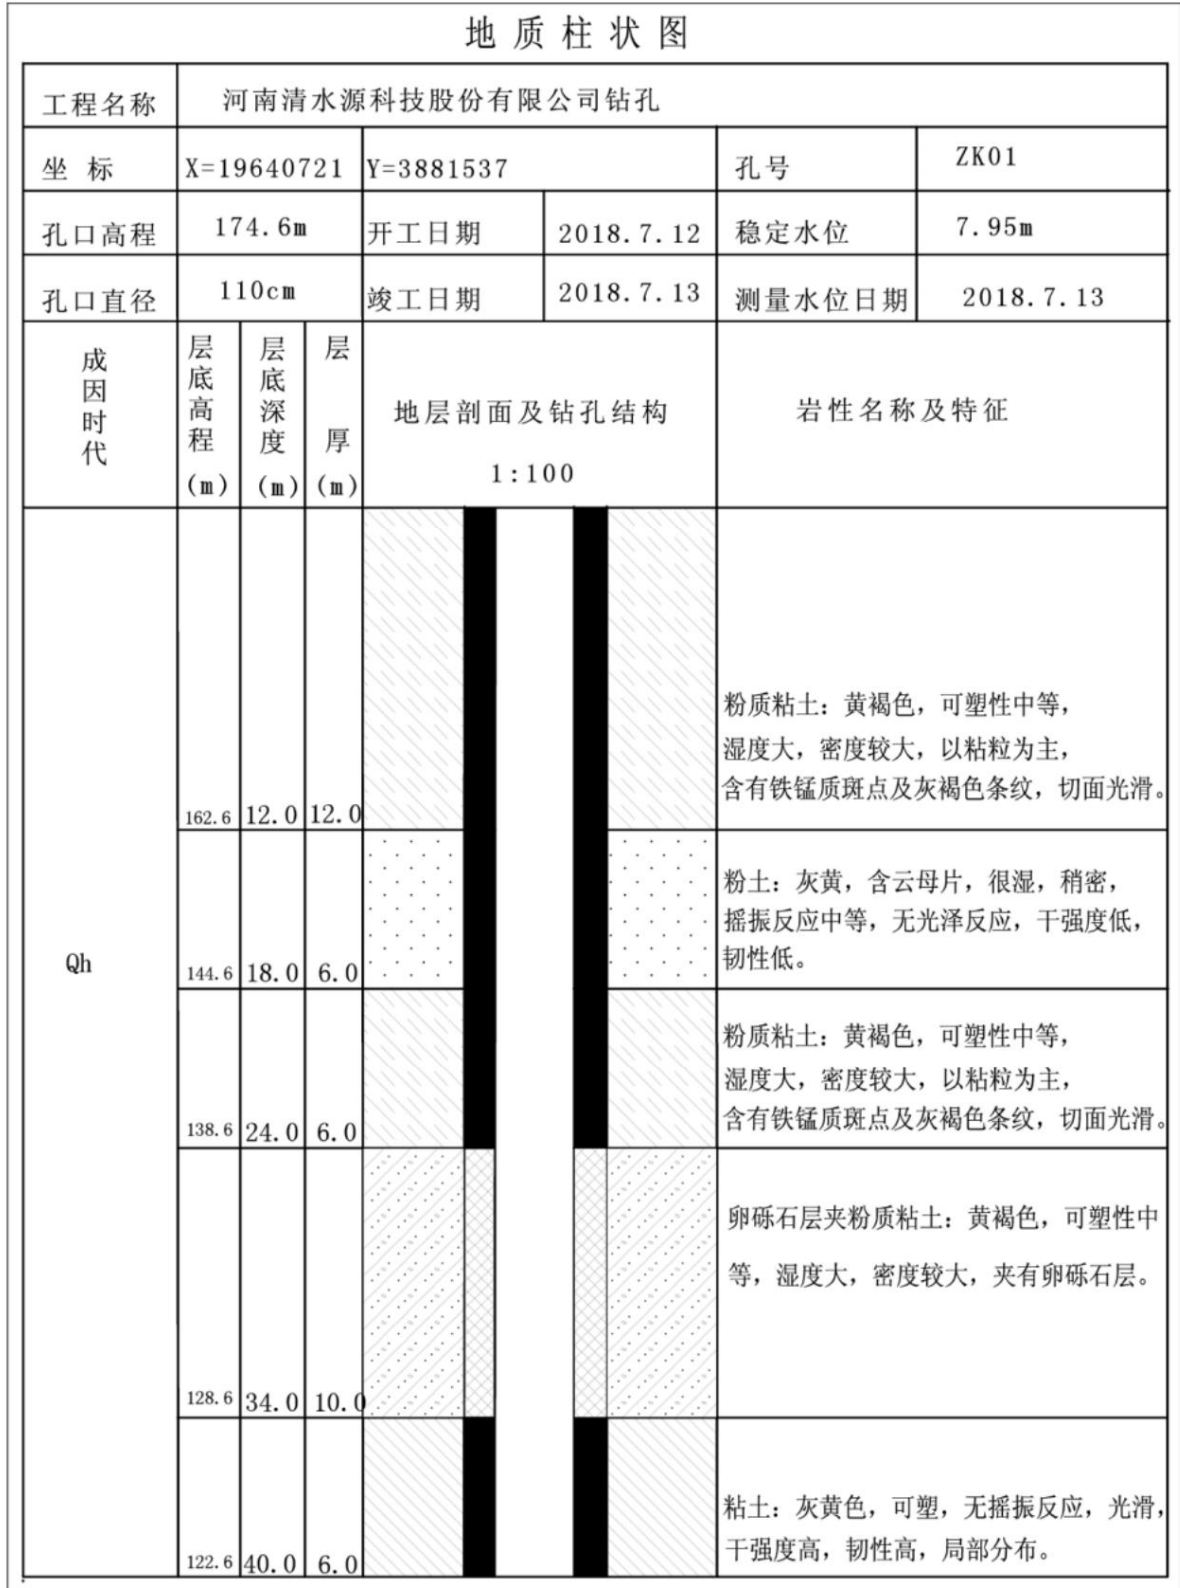 地质柱状图
工程名称 河南清水源科技股份有限公司钻孔
坐 标 X=19640721 Y=3881537 孔号 ZK01
孔口高程 174.6m 开工日期 2018.7.12 稳定水位 7.95m
孔口直径 110cm 竣工日期 2018.7.13 测量水位日期 2018.7.13
成因时代 层底高程(m) 层底深度(m) 层厚(m) 地层剖面及钻孔结构 岩性名称及特征
1:100
粉质粘土：黄褐色，可塑性中等，
湿度大，密度较大，以粘粒为主，
含有铁锰质斑点及灰褐色条纹，切面光滑。
162.6 12.0 12.0
粉土：灰黄，含云母片，很湿，稍密，
摇振反应中等，无光泽反应，干强度低，
韧性低。
Qh
144.6 18.0 6.0
粉质粘土：黄褐色，可塑性中等，
湿度大，密度较大，以粘粒为主，
含有铁锰质斑点及灰褐色条纹，切面光滑。
138.6 24.0 6.0
卵砾石层夹粉质粘土：黄褐色，可塑性中
等，湿度大，密度较大，夹有卵砾石层。
128.6 34.0 10.0
粘土：灰黄色，可塑，无摇振反应，光滑，
干强度高，韧性高，局部分布。
122.6 40.0 6.0